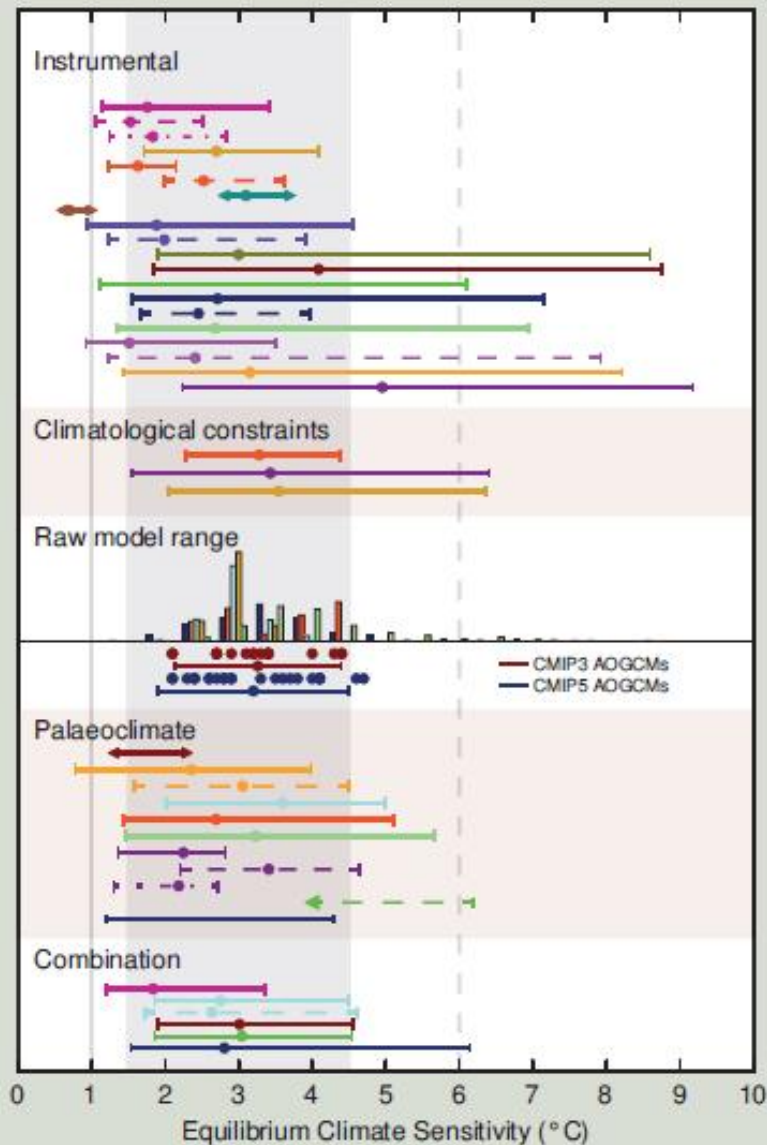 Instrumental
Climatological constraints
Raw model range
CMIP3 AOGCMs
CMIP5 AOGCMs
Palaeoclimate
Combination
0 1 2 3 4 5 6 7 8 9 10
Equilibrium Climate Sensitivity (°C)